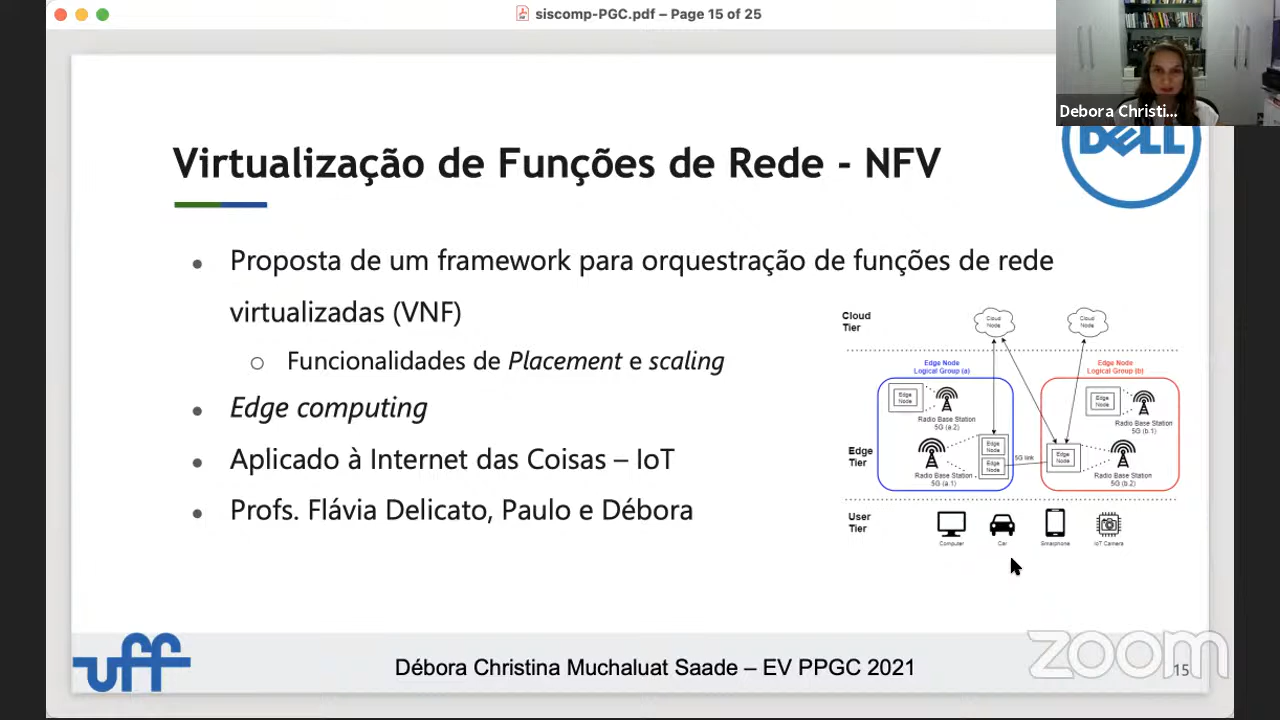 siscomp-PGC.pdf – Page 15 of 25
Debora Christi...
DELL
Virtualização de Funções de Rede - NFV
Proposta de um framework para orquestração de funções de rede
virtualizadas (VNF)
Funcionalidades de Placement e scaling
Edge computing
Aplicado à Internet das Coisas – IoT
Profs. Flávia Delicato, Paulo e Débora
Cloud
Tier
Cloud
Node
Cloud
Node
Edge Node
Logical Group (a)
Edge Node
Logical Group (b)
Edge
Node
Radio Base Station
5G (a.2)
Edge
Node
Radio Base Station
5G (b.1)
Edge
Tier
Edge
Node
Edge
Node
5G link
Edge
Node
Radio Base Station
5G (a.1)
Radio Base Station
5G (b.2)
User
Tier
Computer
Car
Smarphone
IoT Camera
uff
Débora Christina Muchaluat Saade – EV PPGC 2021
zoom
15